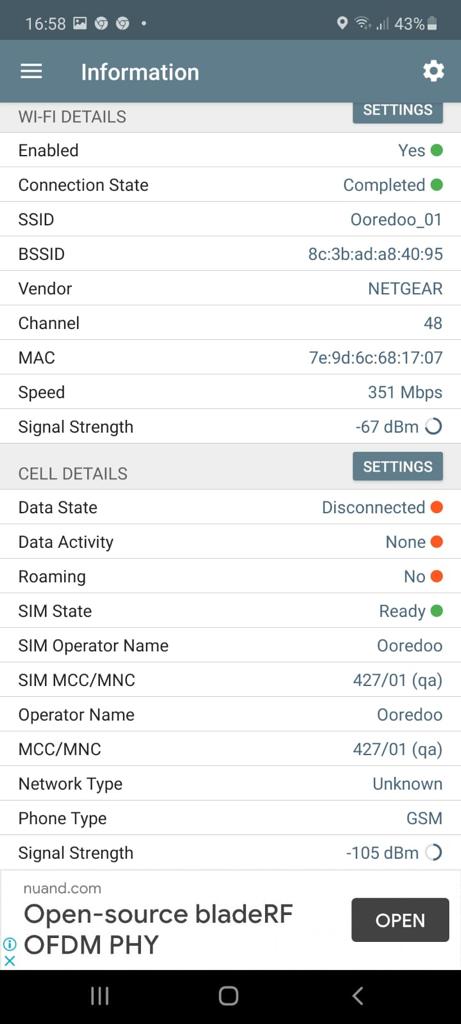 16:58 43%
Information
WI-FI DETAILS SETTINGS
Enabled Yes
Connection State Completed
SSID Ooredoo_01
BSSID 8c:3b:ad:a8:40:95
Vendor NETGEAR
Channel 48
MAC 7e:9d:6c:68:17:07
Speed 351 Mbps
Signal Strength -67 dBm
CELL DETAILS SETTINGS
Data State Disconnected
Data Activity None
Roaming No
SIM State Ready
SIM Operator Name Ooredoo
SIM MCC/MNC 427/01 (qa)
Operator Name Ooredoo
MCC/MNC 427/01 (qa)
Network Type Unknown
Phone Type GSM
Signal Strength -105 dBm
nuand.com
Open-source bladeRF
OFDM PHY
OPEN